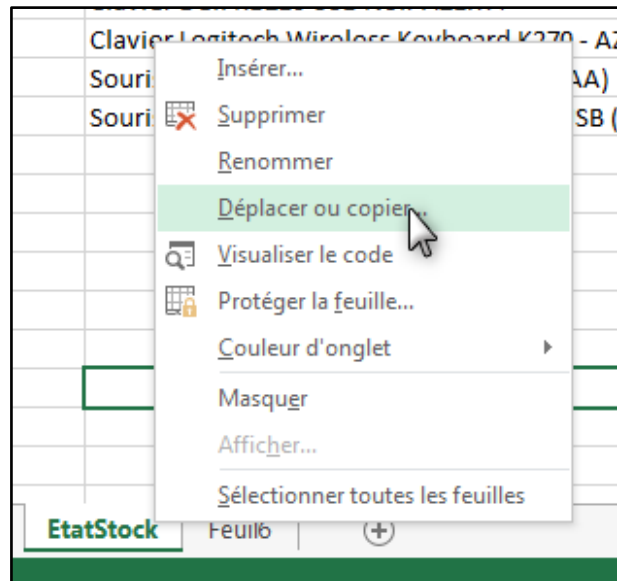 Clavier Logitech Wireless Keyboard K270 - AZ
Souri AA)
Souri SB (
Insérer...
Supprimer
Renommer
Déplacer ou copier...
Visualiser le code
Protéger la feuille...
Couleur d'onglet
Masquer
Afficher...
Sélectionner toutes les feuilles
EtatStock Feuil6